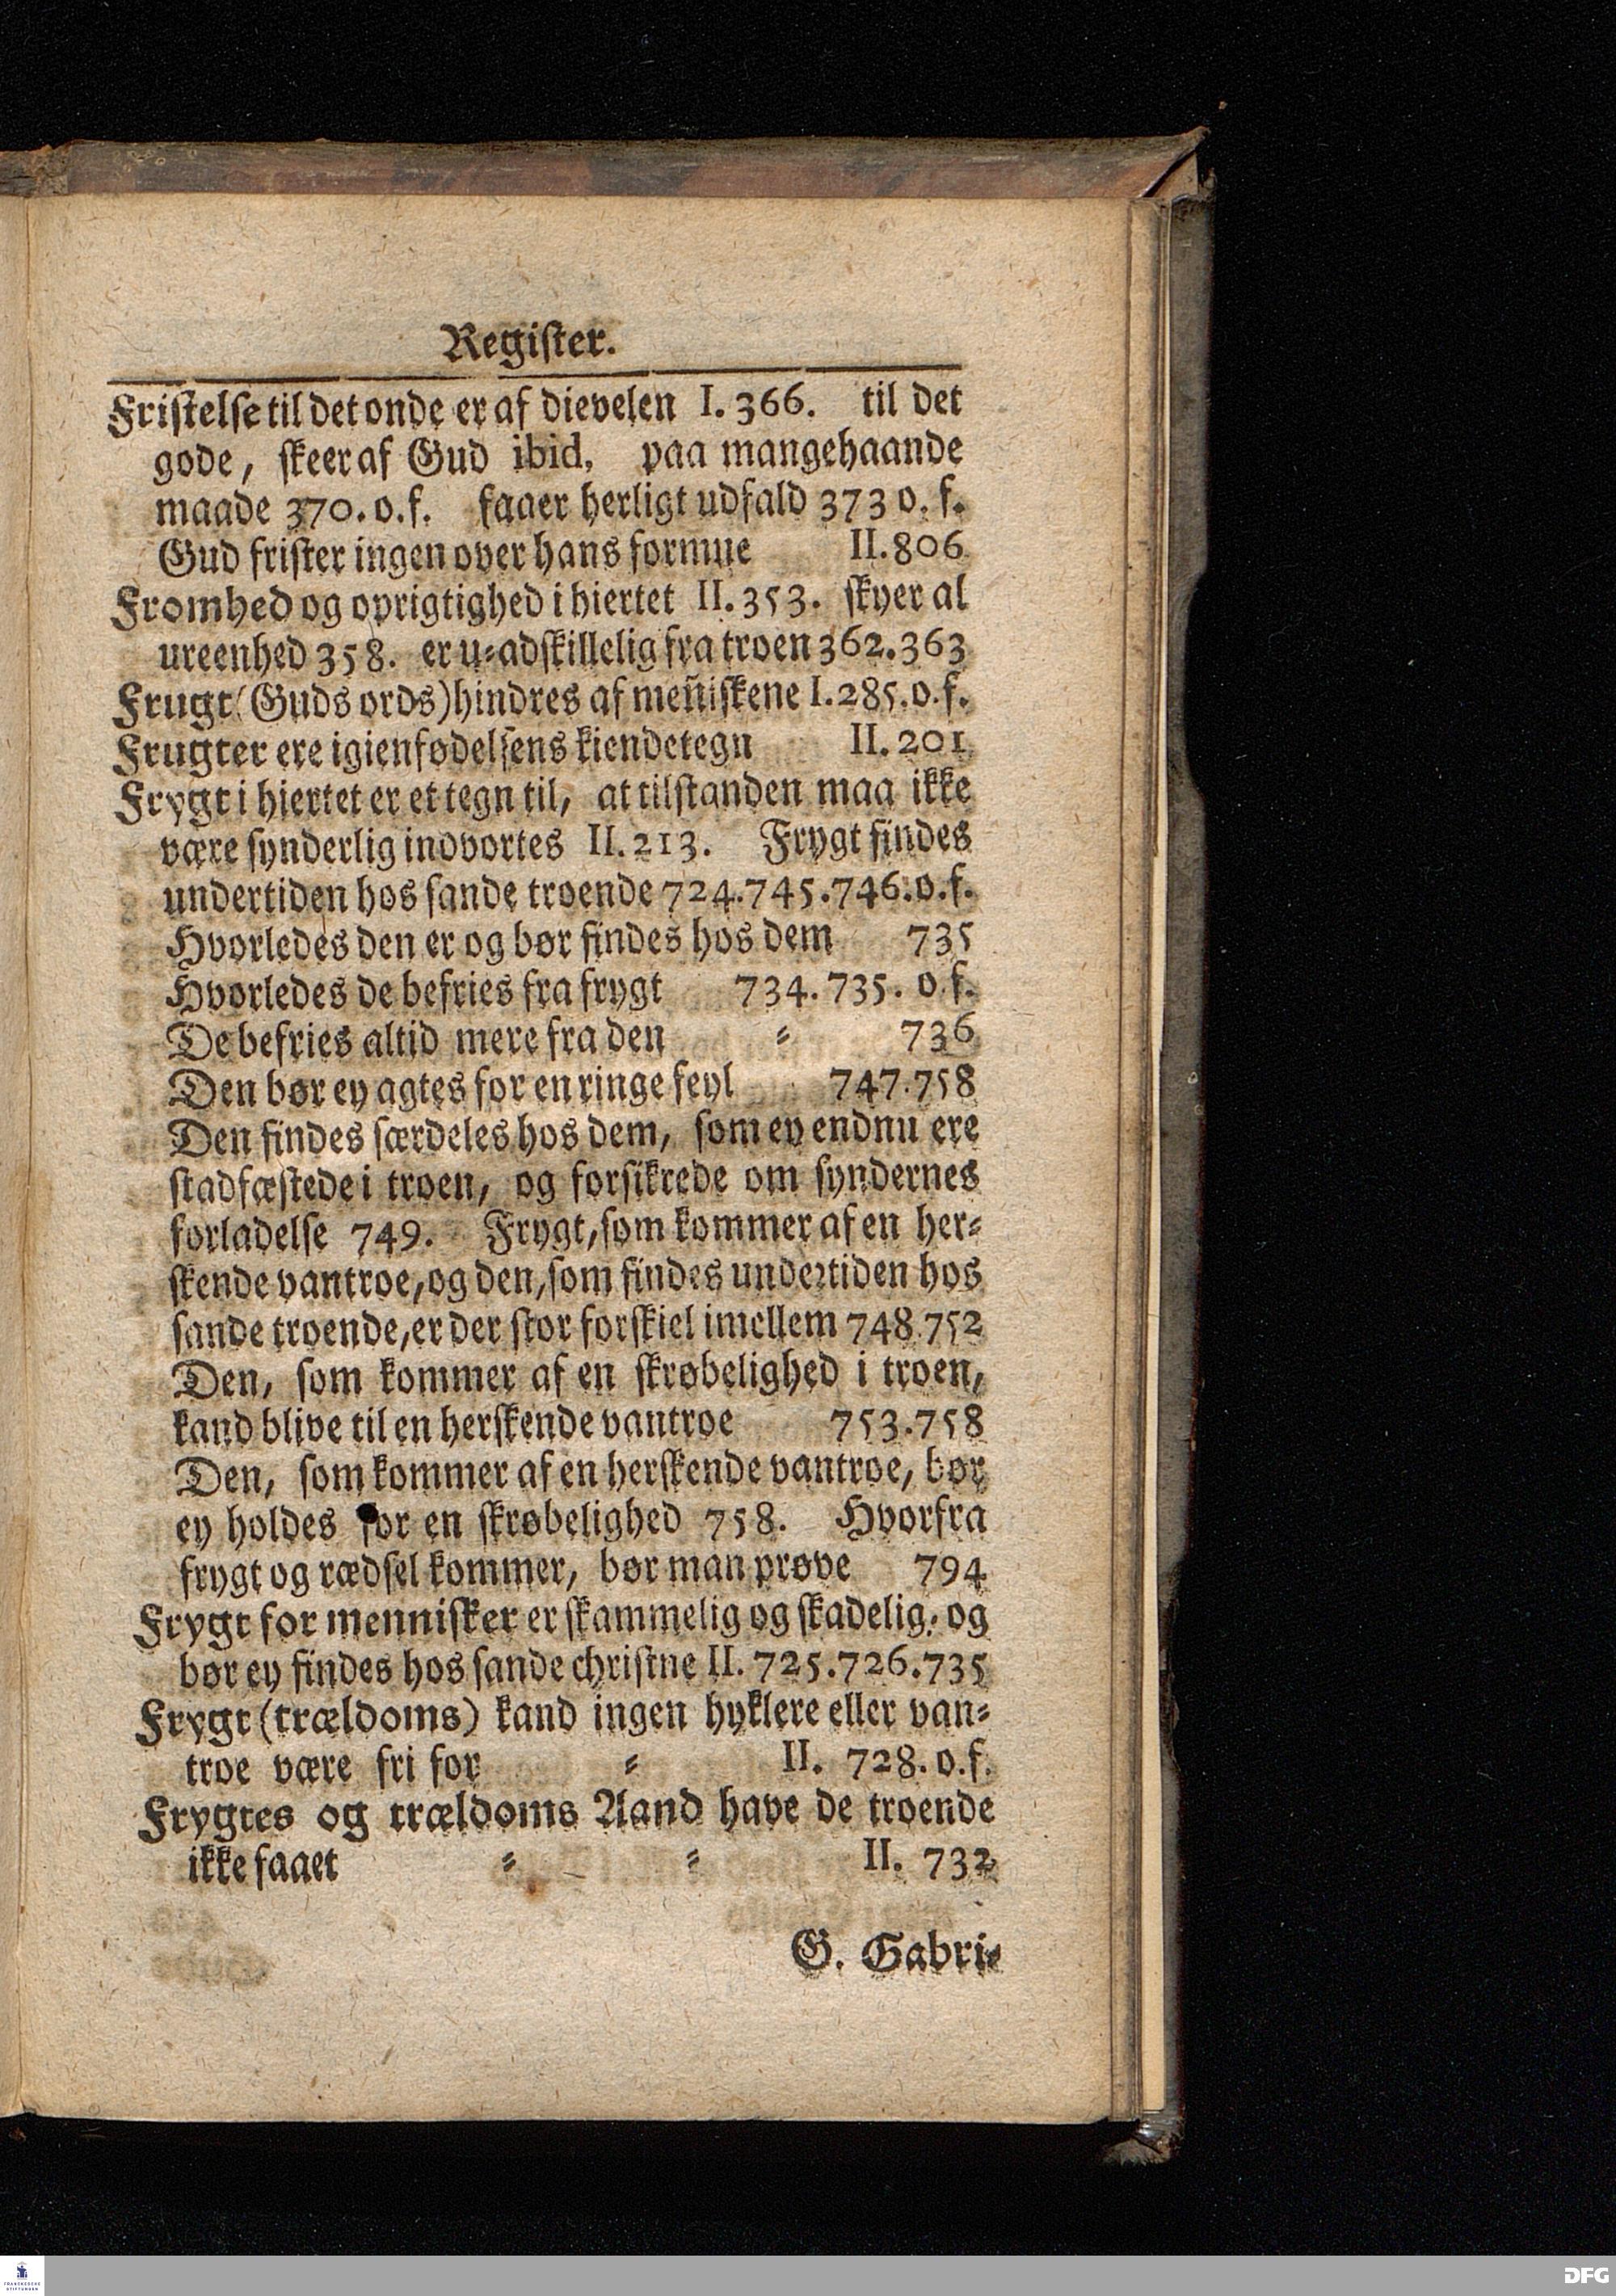 Register.
Fristelse til det onde er af dievelen I. 366. til det
gode, skeer af Gud ibid. paa mangehaande
maade 370. o. f. faaer herligt udfald 373 o. f.
Gud frister ingen over hans formue II. 806
Fromhed og oprigtighed i hiertet II. 353. skyer al
ureenhed 358. er u-adskillelig fra troen 362. 363
Frugt (Guds ords) hindres af meñiskene I. 285. o. f.
Frugter ere igienfødelsens kiendetegn II. 201
Frygt i hiertet er et tegn til, at tilstanden maa ikke
være synderlig indvortes II. 213. Frygt findes
undertiden hos sande troende 724. 745. 746. o. f.
Hvorledes den er og bør findes hos dem 735
Hvorledes de befries fra frygt 734. 735. o. f.
De befries altid mere fra den - 736
Den bør ey agtes for en ringe feyl 747. 758
Den findes særdeles hos dem, som ey endnu ere
stadfæstede i troen, og forsikrede om syndernes
forladelse 749. Frygt, som kommer af en her-
skende vantroe, og den, som findes undertiden hos
sande troende, er der stor forskiel imellem 748. 752
Den, som kommer af en skrøbelighed i troen,
kand blive til en herskende vantroe 753. 758
Den, som kommer af en herskende vantroe, bør
ey holdes for en skrøbelighed 758. Hvorfra
frygt og rædsel kommer, bør man prøve 794
Frygt for mennisker er skammelig og skadelig, og
bør ey findes hos sande christne II. 725. 726. 735
Frygt (trældoms) kand ingen hyklere eller van-
troe være fri for - II. 728. o. f.
Frygtes og trældoms Aand have de troende
ikke faaet - - II. 732
G. Gabri-
FRANCKESCHE
STIFTUNGEN
DFG